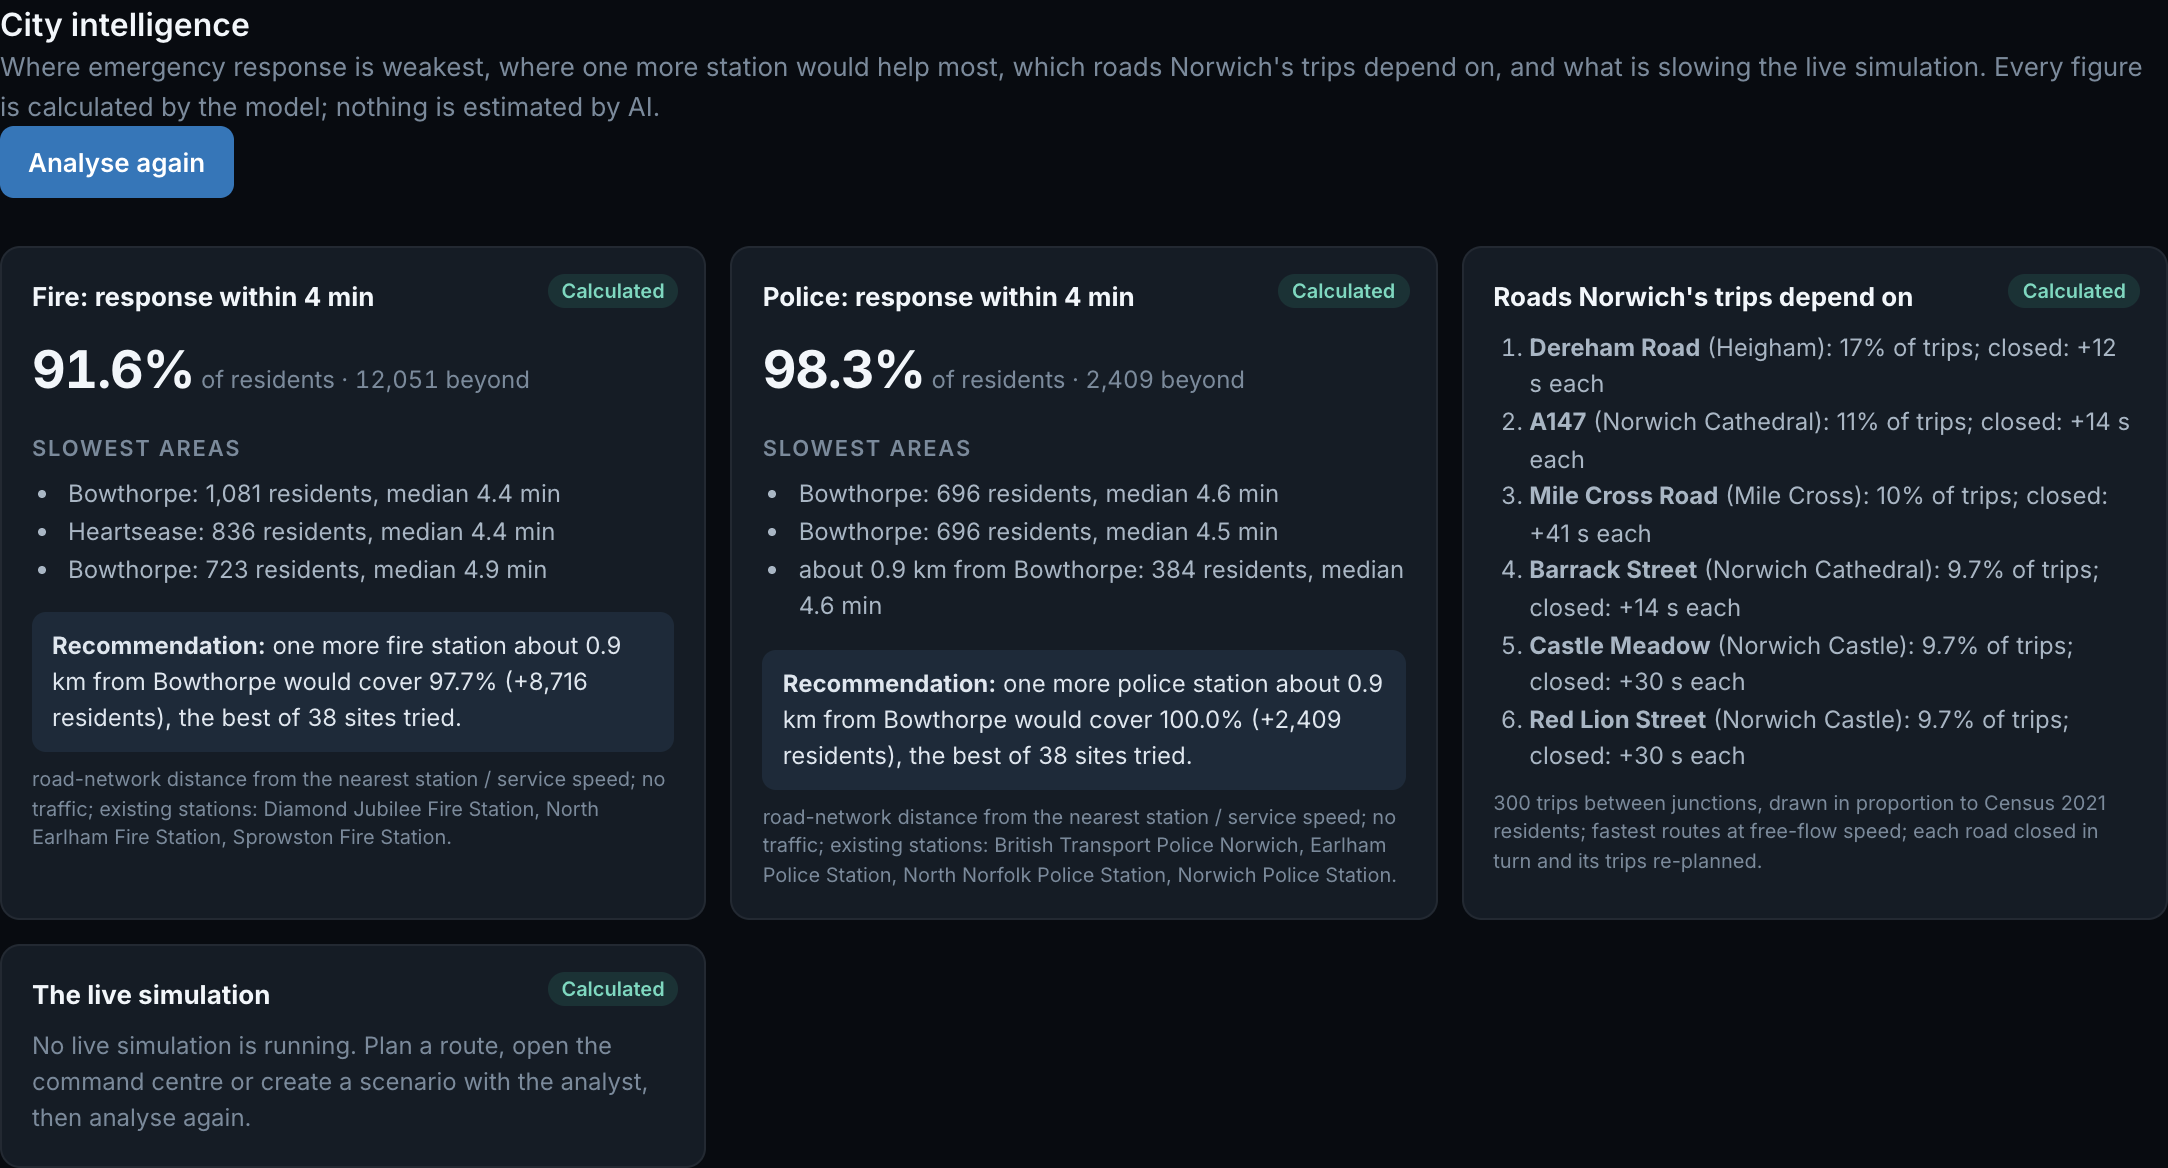 City intelligence
Where emergency response is weakest, where one more station would help most, which roads Norwich's trips depend on, and what is slowing the live simulation. Every figure
is calculated by the model; nothing is estimated by AI.
Analyse again
Fire: response within 4 min
Calculated
91.6% of residents · 12,051 beyond
SLOWEST AREAS
• Bowthorpe: 1,081 residents, median 4.4 min
• Heartsease: 836 residents, median 4.4 min
• Bowthorpe: 723 residents, median 4.9 min
Recommendation: one more fire station about 0.9
km from Bowthorpe would cover 97.7% (+8,716
residents), the best of 38 sites tried.
road-network distance from the nearest station / service speed; no
traffic; existing stations: Diamond Jubilee Fire Station, North
Earlham Fire Station, Sprowston Fire Station.
Police: response within 4 min
Calculated
98.3% of residents · 2,409 beyond
SLOWEST AREAS
• Bowthorpe: 696 residents, median 4.6 min
• Bowthorpe: 696 residents, median 4.5 min
• about 0.9 km from Bowthorpe: 384 residents, median
4.6 min
Recommendation: one more police station about 0.9
km from Bowthorpe would cover 100.0% (+2,409
residents), the best of 38 sites tried.
road-network distance from the nearest station / service speed; no
traffic; existing stations: British Transport Police Norwich, Earlham
Police Station, North Norfolk Police Station, Norwich Police Station.
Roads Norwich's trips depend on
Calculated
1. Dereham Road (Heigham): 17% of trips; closed: +12
s each
2. A147 (Norwich Cathedral): 11% of trips; closed: +14 s
each
3. Mile Cross Road (Mile Cross): 10% of trips; closed:
+41 s each
4. Barrack Street (Norwich Cathedral): 9.7% of trips;
closed: +14 s each
5. Castle Meadow (Norwich Castle): 9.7% of trips;
closed: +30 s each
6. Red Lion Street (Norwich Castle): 9.7% of trips;
closed: +30 s each
300 trips between junctions, drawn in proportion to Census 2021
residents; fastest routes at free-flow speed; each road closed in
turn and its trips re-planned.
The live simulation
Calculated
No live simulation is running. Plan a route, open the
command centre or create a scenario with the analyst,
then analyse again.